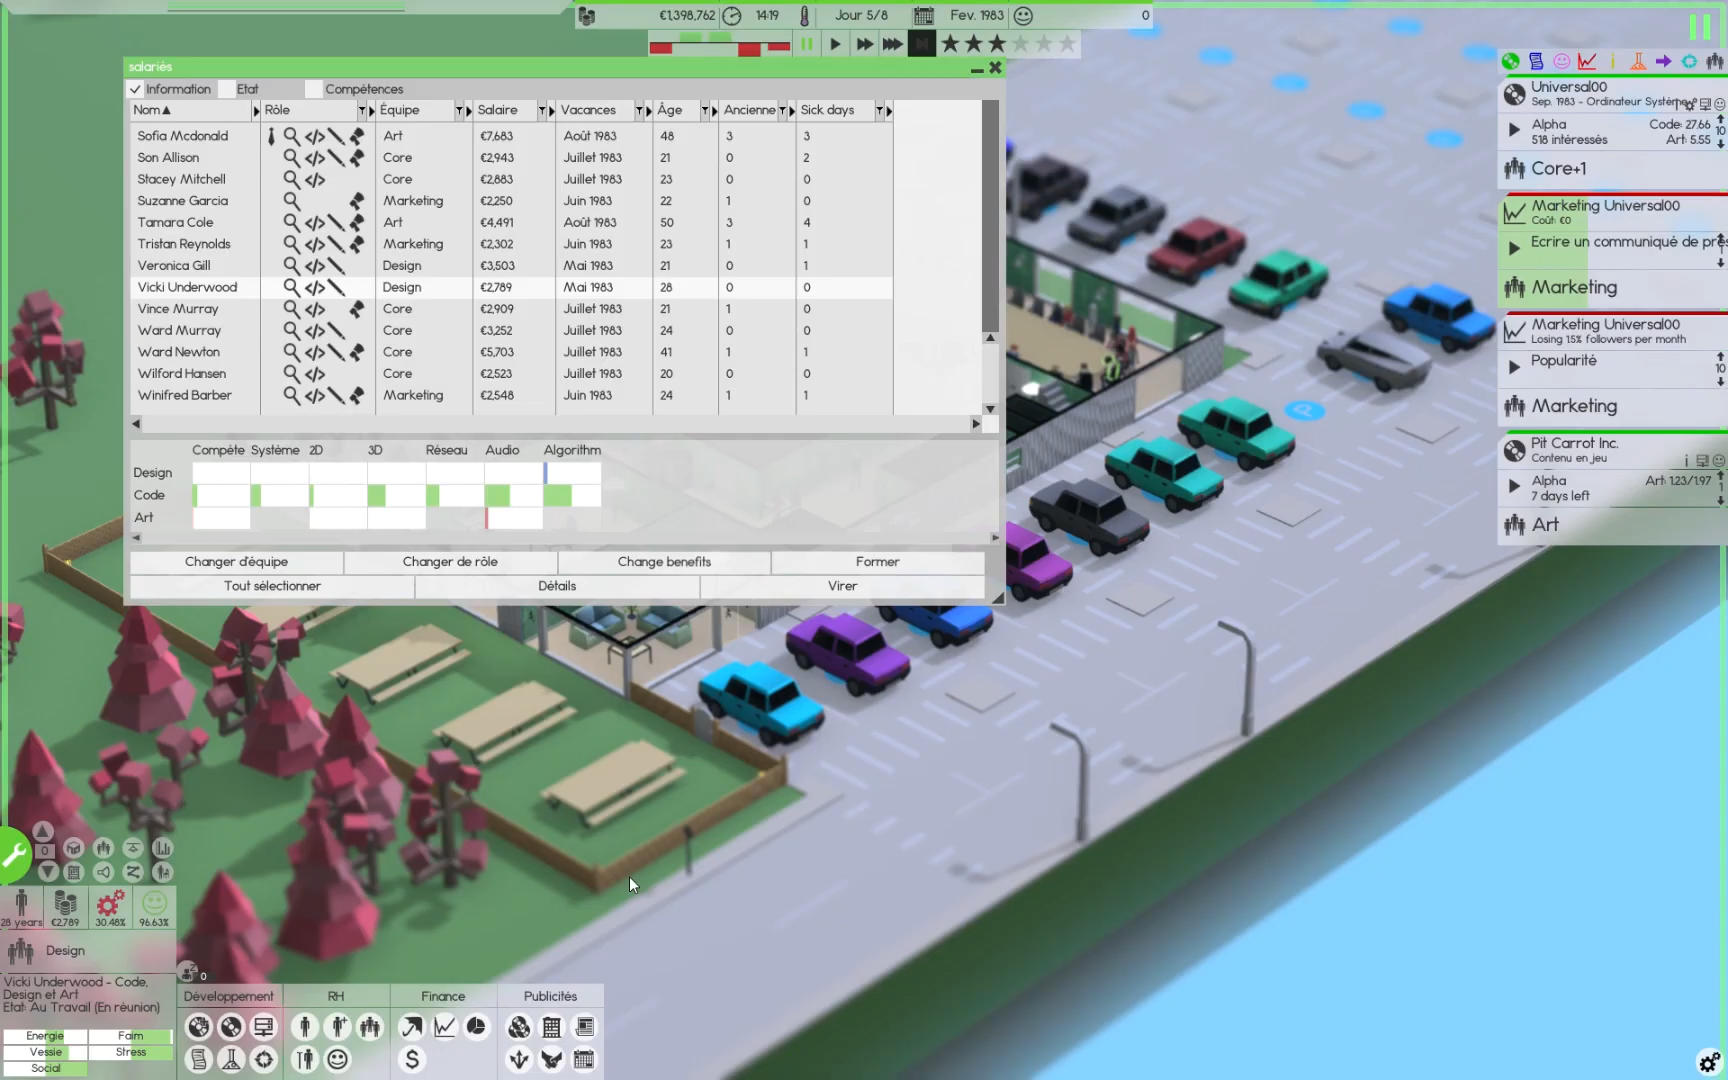 €1,398,762 14:19 Jour 5/8 Fev. 1983 0
salariés
Information Etat Compétences
Nom Rôle Équipe Salaire Vacances Âge Ancienne Sick days
Sofia Mcdonald Art €7,683 Août 1983 48 3 3
Son Allison Core €2,943 Juillet 1983 21 0 2
Stacey Mitchell Core €2,883 Juillet 1983 23 0 0
Suzanne Garcia Marketing €2,250 Juin 1983 22 1 0
Tamara Cole Art €4,491 Août 1983 50 3 4
Tristan Reynolds Marketing €2,302 Juin 1983 23 1 1
Veronica Gill Design €3,503 Mai 1983 21 0 1
Vicki Underwood Design €2,789 Mai 1983 28 0 0
Vince Murray Core €2,909 Juillet 1983 21 1 0
Ward Murray Core €3,252 Juillet 1983 24 0 0
Ward Newton Core €5,703 Juillet 1983 41 1 1
Wilford Hansen Core €2,523 Juillet 1983 20 0 0
Winifred Barber Marketing €2,548 Juin 1983 24 1 1
Compéte Système 2D 3D Réseau Audio Algorithm
Design
Code
Art
Changer d'équipe Changer de rôle Change benefits Former
Tout sélectionner Détails Virer
Universal00
Sep. 1983 - Ordinateur Système
Alpha Code: 27.66
518 intéressés Art: 5.55
10
Core+1
Marketing Universal00
Coût: €0
Ecrire un communiqué de pres
Marketing
Marketing Universal00
Losing 15% followers per month
Popularité
10
Marketing
Pit Carrot Inc.
Contenu en jeu
Alpha Art: 1.23/1.97
7 days left
1
Art
0
28 years €2,789 30.48% 96.63%
Design
Vicki Underwood - Code,
Design et Art
Etat: Au Travail (En réunion)
Energie Faim
Vessie Stress
Social
0
Développement RH Finance Publicités